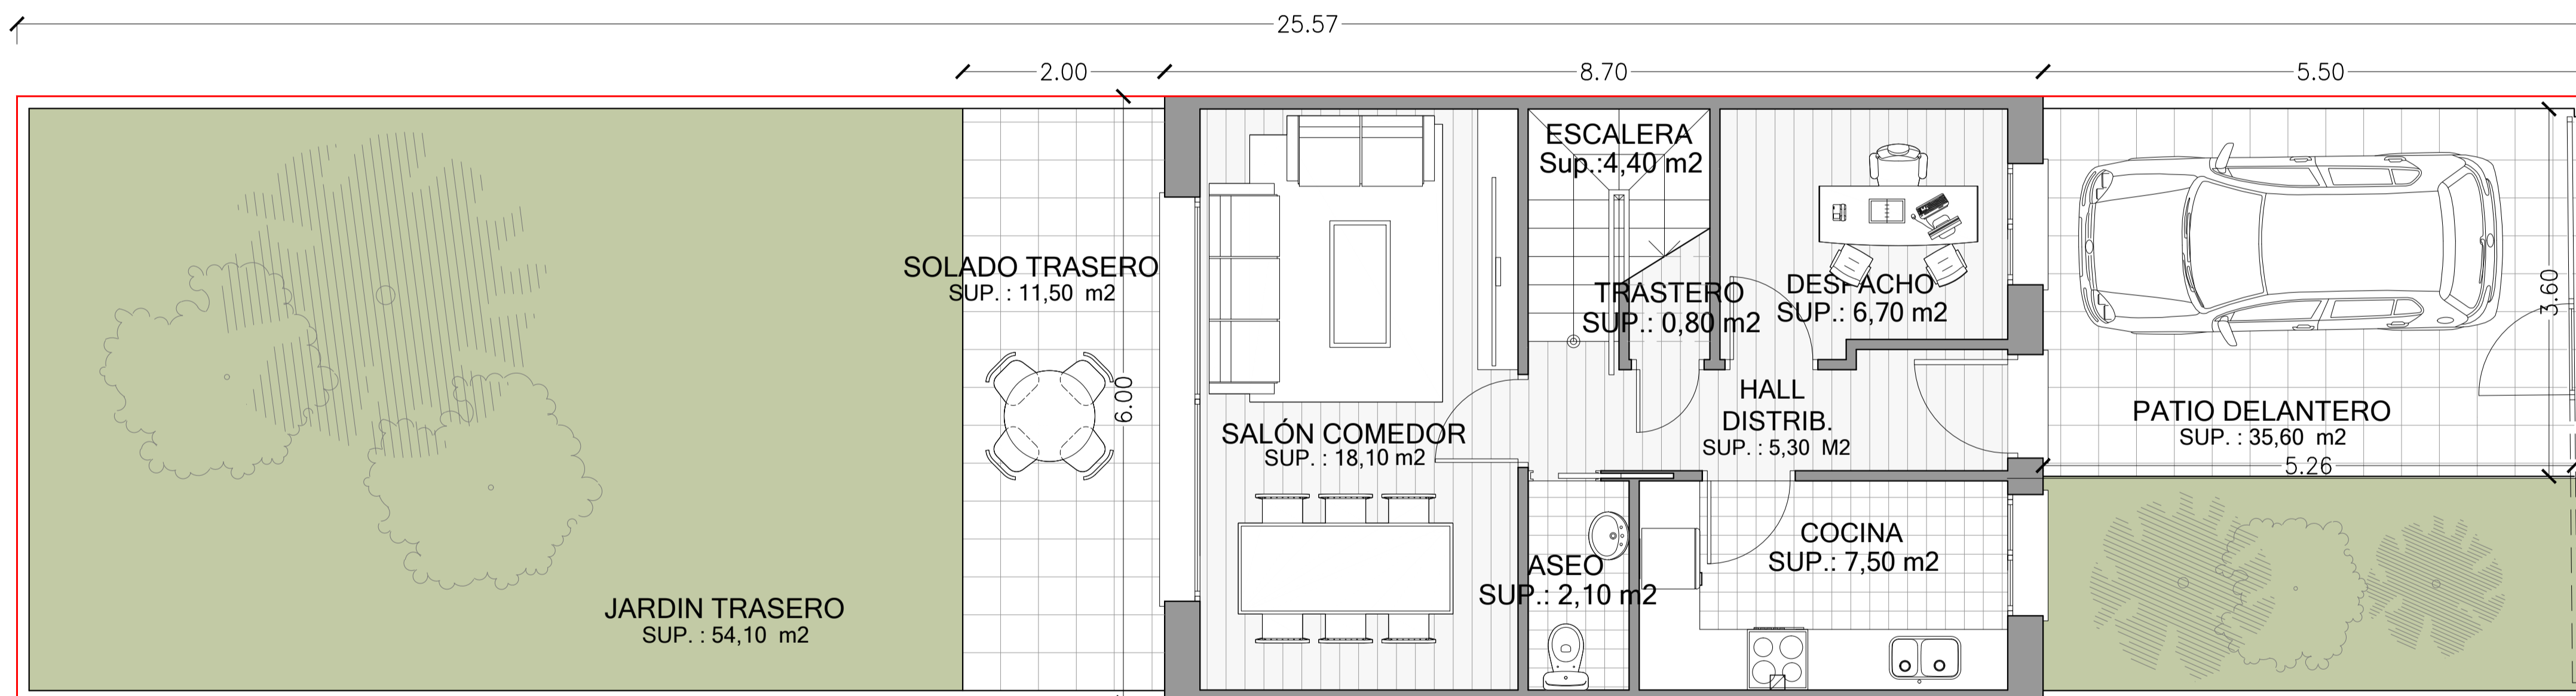 25.57
2.00
8.70
5.50
ESCALERA
Sup.:4,40 m2
SOLADO TRASERO
SUP. : 11,50 m2
TRASTERO
SUP.: 0,80 m2
DESPACHO
SUP.: 6,70 m2
3.60
6.00
HALL
DISTRIB.
SUP. : 5,30 M2
PATIO DELANTERO
SUP. : 35,60 m2
5.26
SALÓN COMEDOR
SUP. : 18,10 m2
COCINA
SUP.: 7,50 m2
ASEO
SUP.: 2,10 m2
JARDIN TRASERO
SUP. : 54,10 m2